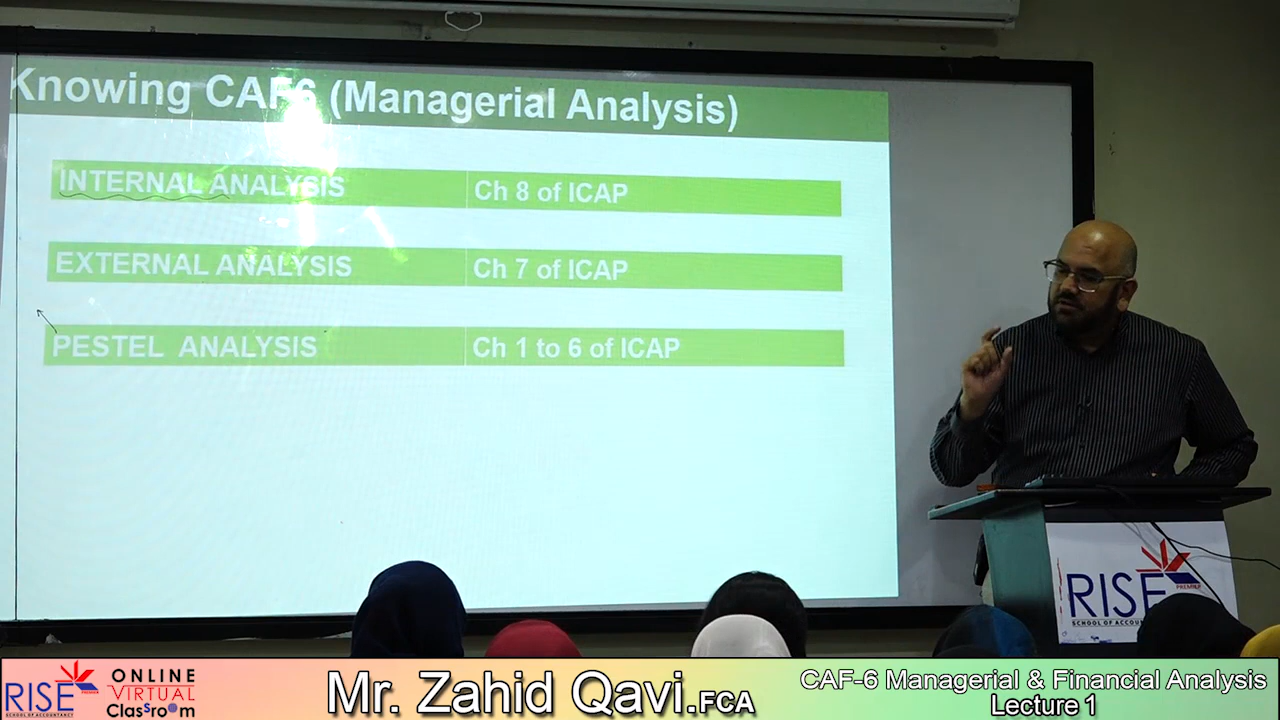 Knowing CAF6 (Managerial Analysis)
INTERNAL ANALYSIS Ch 8 of ICAP
EXTERNAL ANALYSIS Ch 7 of ICAP
PESTEL ANALYSIS Ch 1 to 6 of ICAP
RISE
PREMIER
RISE
PREMIER
SCHOOL OF ACCOUNTANCY
ONLINE
VIRTUAL
ClasSroom
Mr. Zahid Qavi.FCA
CAF-6 Managerial & Financial Analysis
Lecture 1